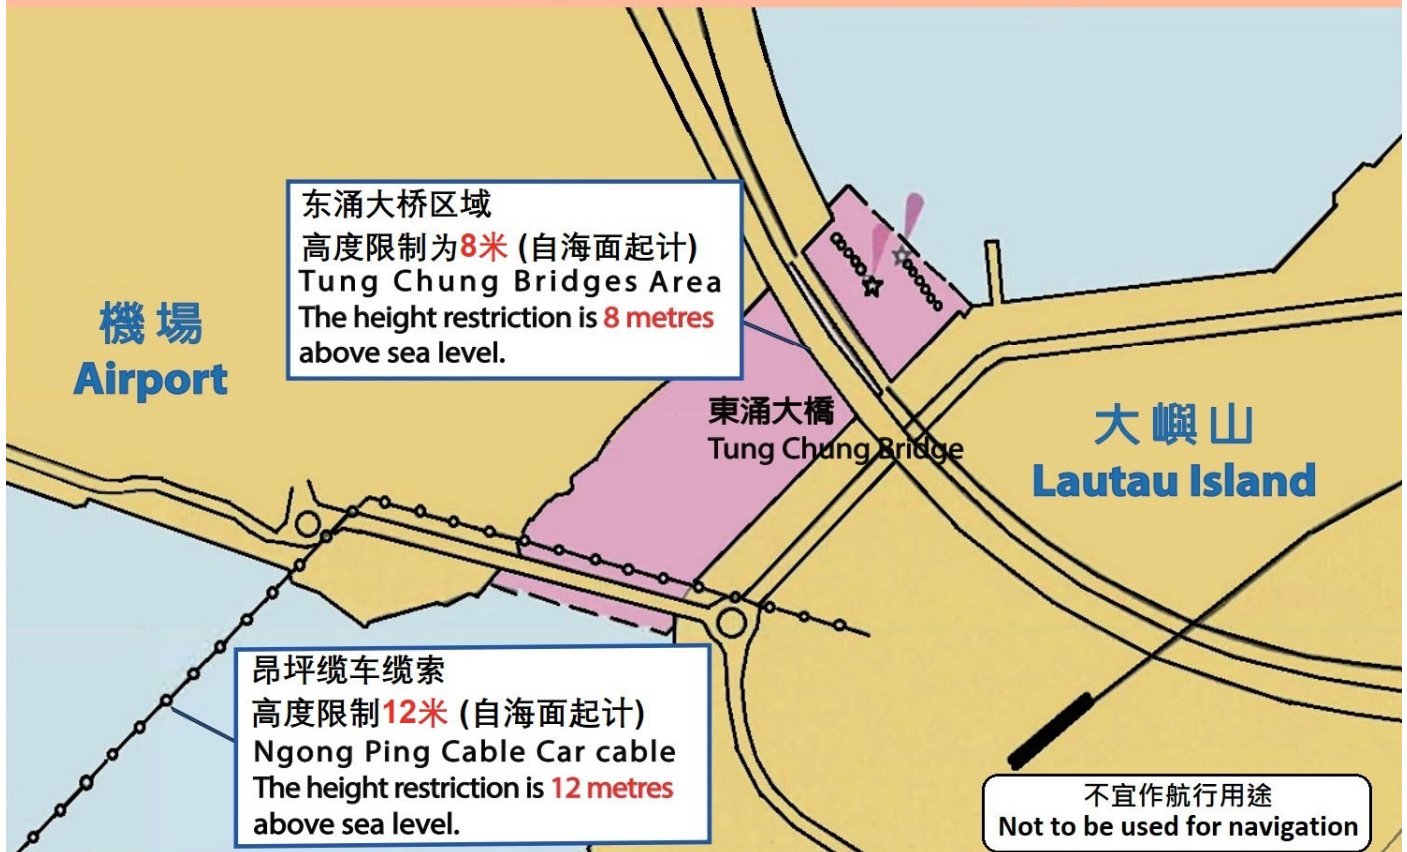 东涌大桥区域
高度限制为8米 (自海面起计)
Tung Chung Bridges Area
The height restriction is 8 metres
above sea level.
機場
Airport
東涌大橋
Tung Chung Bridge
大嶼山
Lautau Island
昂坪缆车缆索
高度限制12米 (自海面起计)
Ngong Ping Cable Car cable
The height restriction is 12 metres
above sea level.
不宜作航行用途
Not to be used for navigation